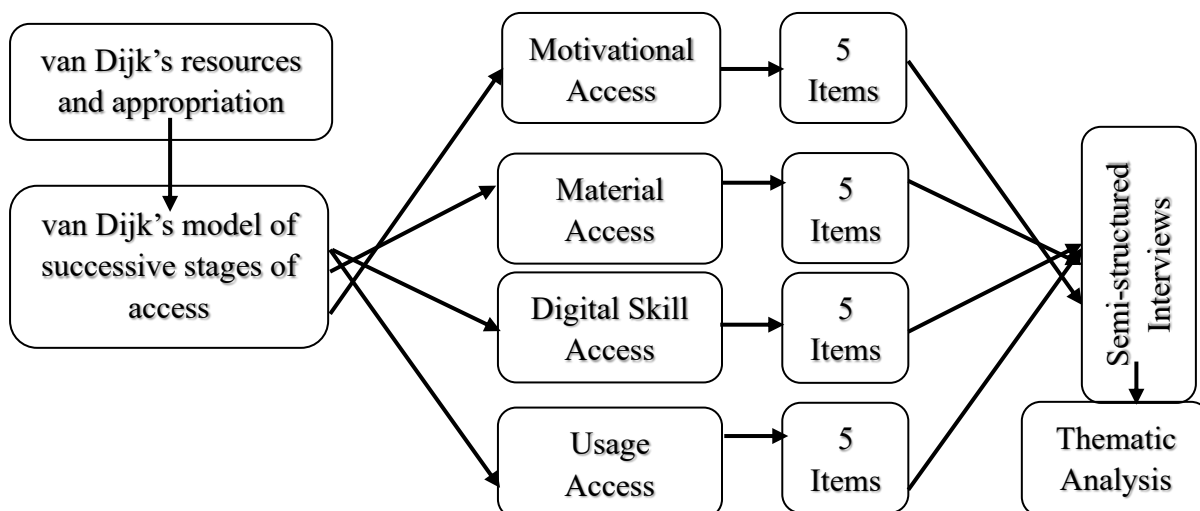 van Dijk’s resources
and appropriation
van Dijk’s model of
successive stages of
access
Motivational
Access
5
Items
Material
Access
5
Items
Digital Skill
Access
5
Items
Usage
Access
5
Items
Semi-structured
Interviews
Thematic
Analysis